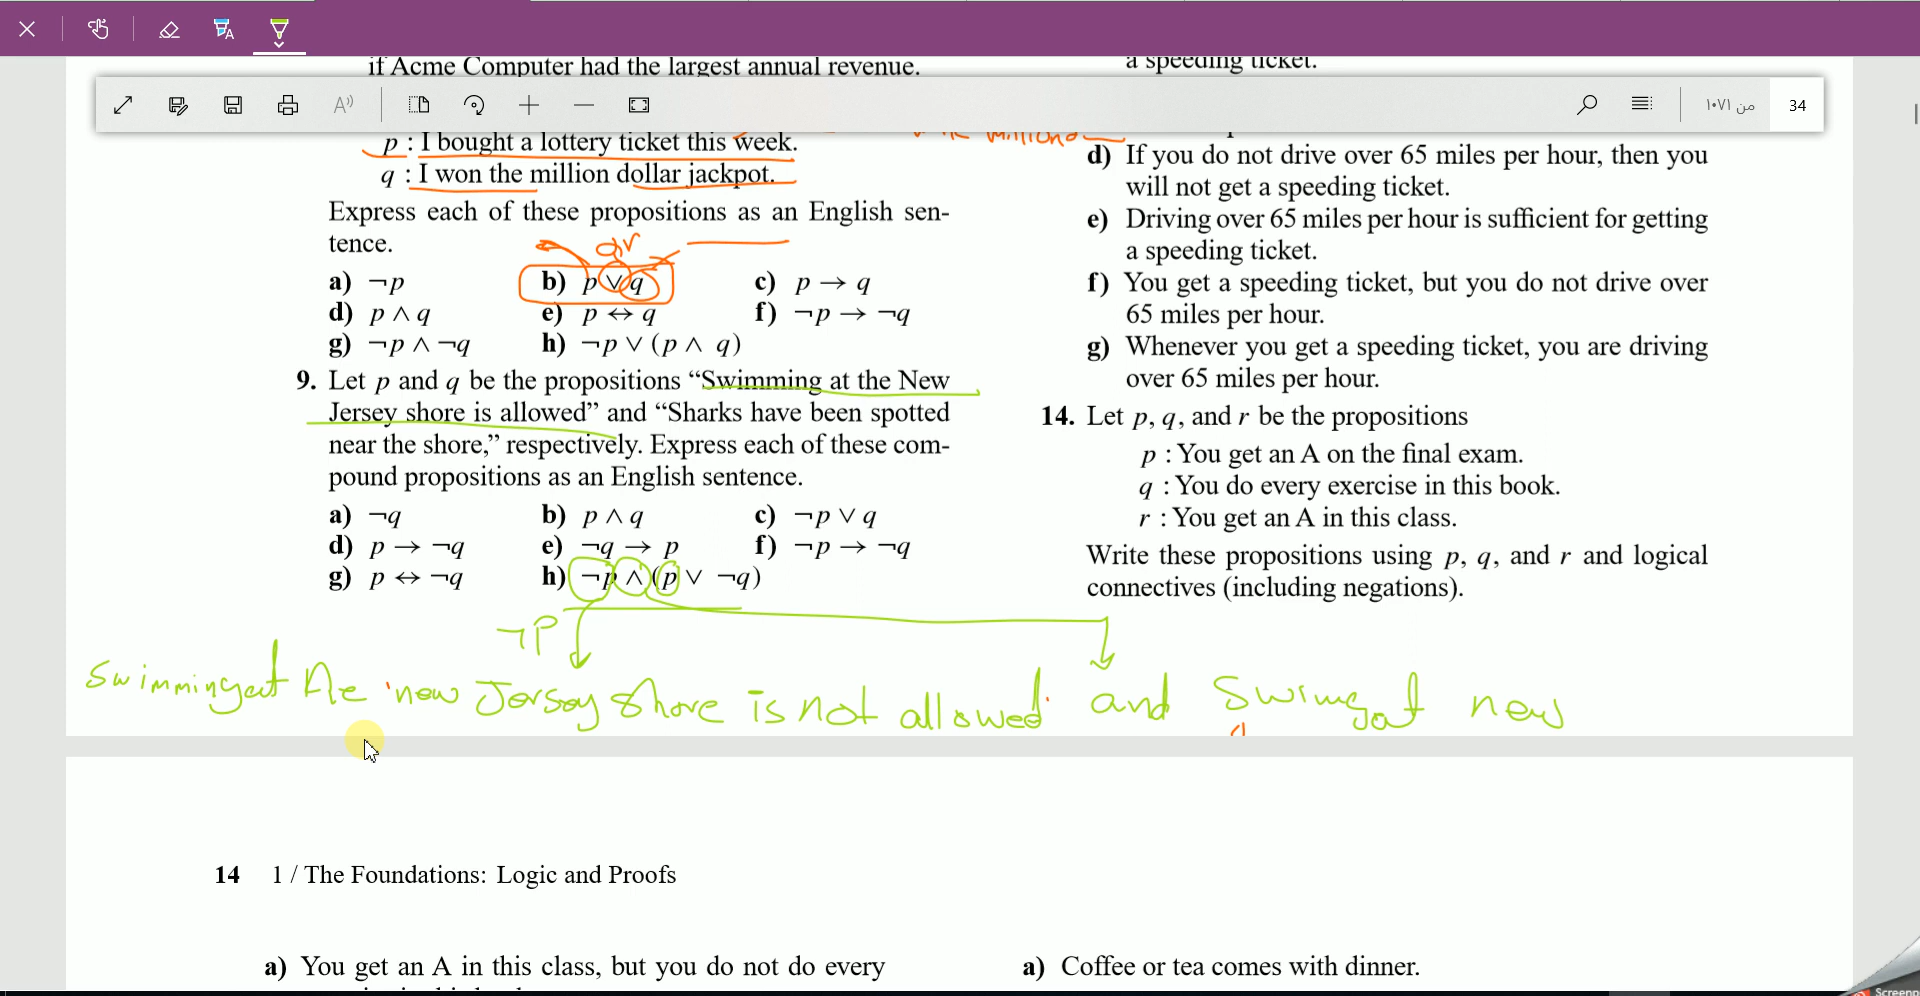 if Acme Computer had the largest annual revenue.
a speeding ticket.
34
من ١٠٧١
p : I bought a lottery ticket this week.
q : I won the million dollar jackpot.
Express each of these propositions as an English sen-
tence.
or
a) ¬p b) p ∨ q c) p → q
d) p ∧ q e) p ↔ q f) ¬p → ¬q
g) ¬p ∧ ¬q h) ¬p ∨ (p ∧ q)
9. Let p and q be the propositions “Swimming at the New
Jersey shore is allowed” and “Sharks have been spotted
near the shore,” respectively. Express each of these com-
pound propositions as an English sentence.
a) ¬q b) p ∧ q c) ¬p ∨ q
d) p → ¬q e) ¬q → p f) ¬p → ¬q
g) p ↔ ¬q h) ¬p ∧ (p ∨ ¬q)
d) If you do not drive over 65 miles per hour, then you
will not get a speeding ticket.
e) Driving over 65 miles per hour is sufficient for getting
a speeding ticket.
f) You get a speeding ticket, but you do not drive over
65 miles per hour.
g) Whenever you get a speeding ticket, you are driving
over 65 miles per hour.
14. Let p, q, and r be the propositions
p : You get an A on the final exam.
q : You do every exercise in this book.
r : You get an A in this class.
Write these propositions using p, q, and r and logical
connectives (including negations).
¬P
Swimming at the new Jersey shore is not allowed and Swimg at new
14 1 / The Foundations: Logic and Proofs
a) You get an A in this class, but you do not do every
a) Coffee or tea comes with dinner.